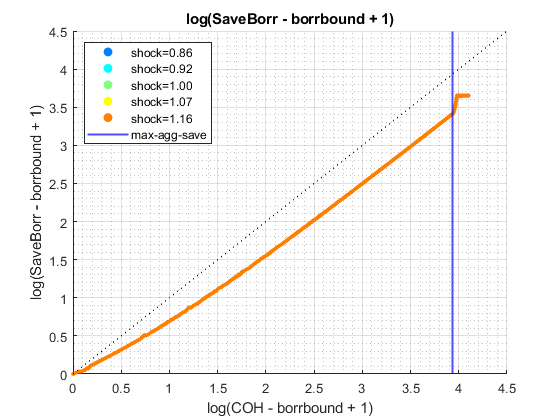 log(SaveBorr - borrbound + 1)
4.5
4
3.5
3
2.5
2
1.5
1
0.5
0
log(SaveBorr - borrbound + 1)
shock=0.86
shock=0.92
shock=1.00
shock=1.07
shock=1.16
max-agg-save
0 0.5 1 1.5 2 2.5 3 3.5 4 4.5
log(COH - borrbound + 1)